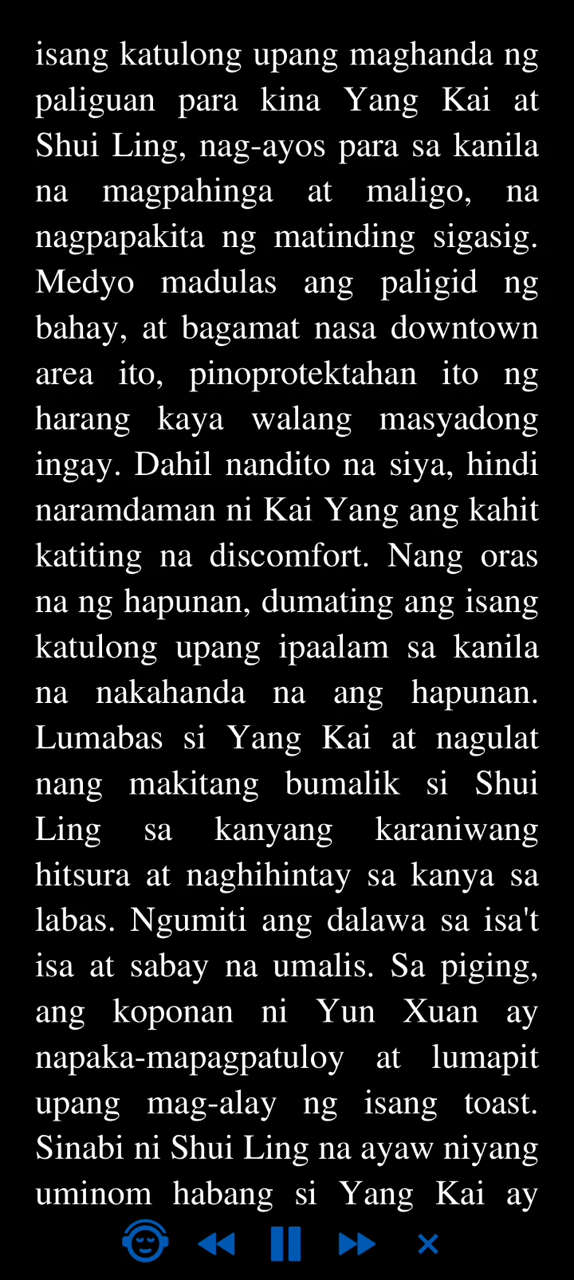 isang katulong upang maghanda ng
paliguan para kina Yang Kai at
Shui Ling, nag-ayos para sa kanila
na magpahinga at maligo, na
nagpapakita ng matinding sigasig.
Medyo madulas ang paligid ng
bahay, at bagamat nasa downtown
area ito, pinoprotektahan ito ng
harang kaya walang masyadong
ingay. Dahil nandito na siya, hindi
naramdaman ni Kai Yang ang kahit
katiting na discomfort. Nang oras
na ng hapunan, dumating ang isang
katulong upang ipaalam sa kanila
na nakahanda na ang hapunan.
Lumabas si Yang Kai at nagulat
nang makitang bumalik si Shui
Ling sa kanyang karaniwang
hitsura at naghihintay sa kanya sa
labas. Ngumiti ang dalawa sa isa't
isa at sabay na umalis. Sa piging,
ang koponan ni Yun Xuan ay
napaka-mapagpatuloy at lumapit
upang mag-alay ng isang toast.
Sinabi ni Shui Ling na ayaw niyang
uminom habang si Yang Kai ay